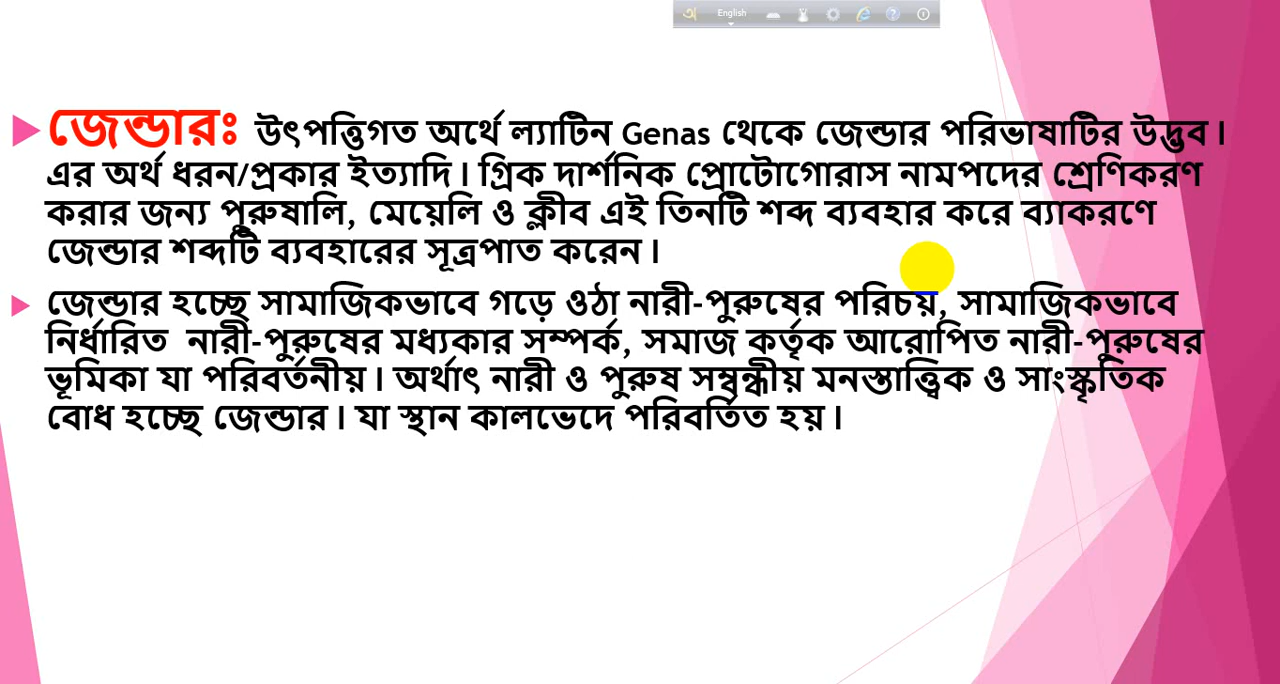 অ English
জেন্ডারঃ উৎপত্তিগত অর্থে ল্যাটিন Genas থেকে জেন্ডার পরিভাষাটির উদ্ভব।
এর অর্থ ধরন/প্রকার ইত্যাদি। গ্রিক দার্শনিক প্রোটোগোরাস নামপদের শ্রেণিকরণ
করার জন্য পুরুষালি, মেয়েলি ও ক্লীব এই তিনটি শব্দ ব্যবহার করে ব্যাকরণে
জেন্ডার শব্দটি ব্যবহারের সূত্রপাত করেন।
জেন্ডার হচ্ছে সামাজিকভাবে গড়ে ওঠা নারী-পুরুষের পরিচয়, সামাজিকভাবে
নির্ধারিত নারী-পুরুষের মধ্যকার সম্পর্ক, সমাজ কর্তৃক আরোপিত নারী-পুরুষের
ভূমিকা যা পরিবর্তনীয়। অর্থাৎ নারী ও পুরুষ সম্বন্ধীয় মনস্তাত্ত্বিক ও সাংস্কৃতিক
বোধ হচ্ছে জেন্ডার। যা স্থান কালভেদে পরিবর্তিত হয়।